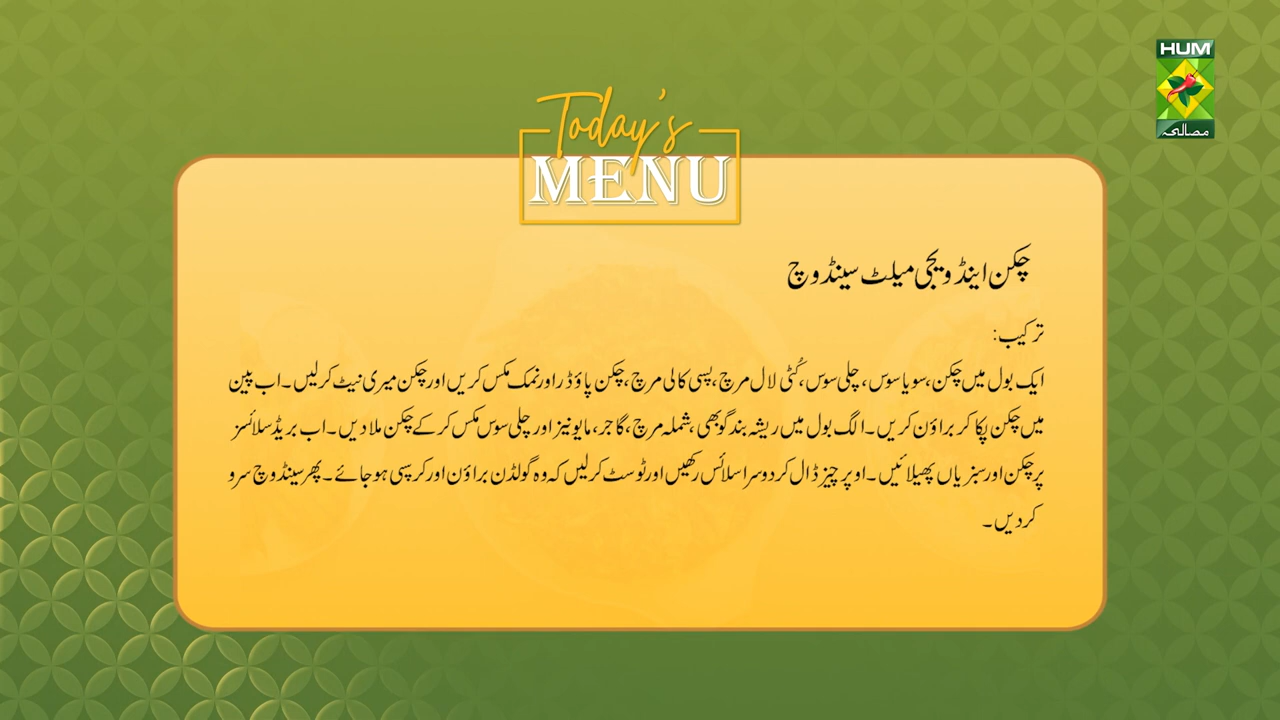 HUM
مصالحہ
Today's
MENU
چکن اینڈ ویجی میلٹ سینڈوچ
ترکیب:
ایک بول میں چکن، سویا سوس، چلی سوس، کُٹی لال مرچ، پسی کالی مرچ، چکن پاؤڈر اور نمک مکس کریں اور چکن میری نیٹ کرلیں۔ اب پین
میں چکن پکا کر براؤن کریں۔ الگ بول میں ریشہ بند گوبھی، شملہ مرچ، گاجر، مایونیز اور چلی سوس مکس کر کے چکن ملا دیں۔ اب بریڈ سلائسز
پر چکن اور سبزیاں پھیلائیں۔ اوپر چیز ڈال کر دوسرا سلائس رکھیں اور ٹوسٹ کرلیں کہ وہ گولڈن براؤن اور کرسپی ہو جائے۔ پھر سینڈوچ سرو
کر دیں۔